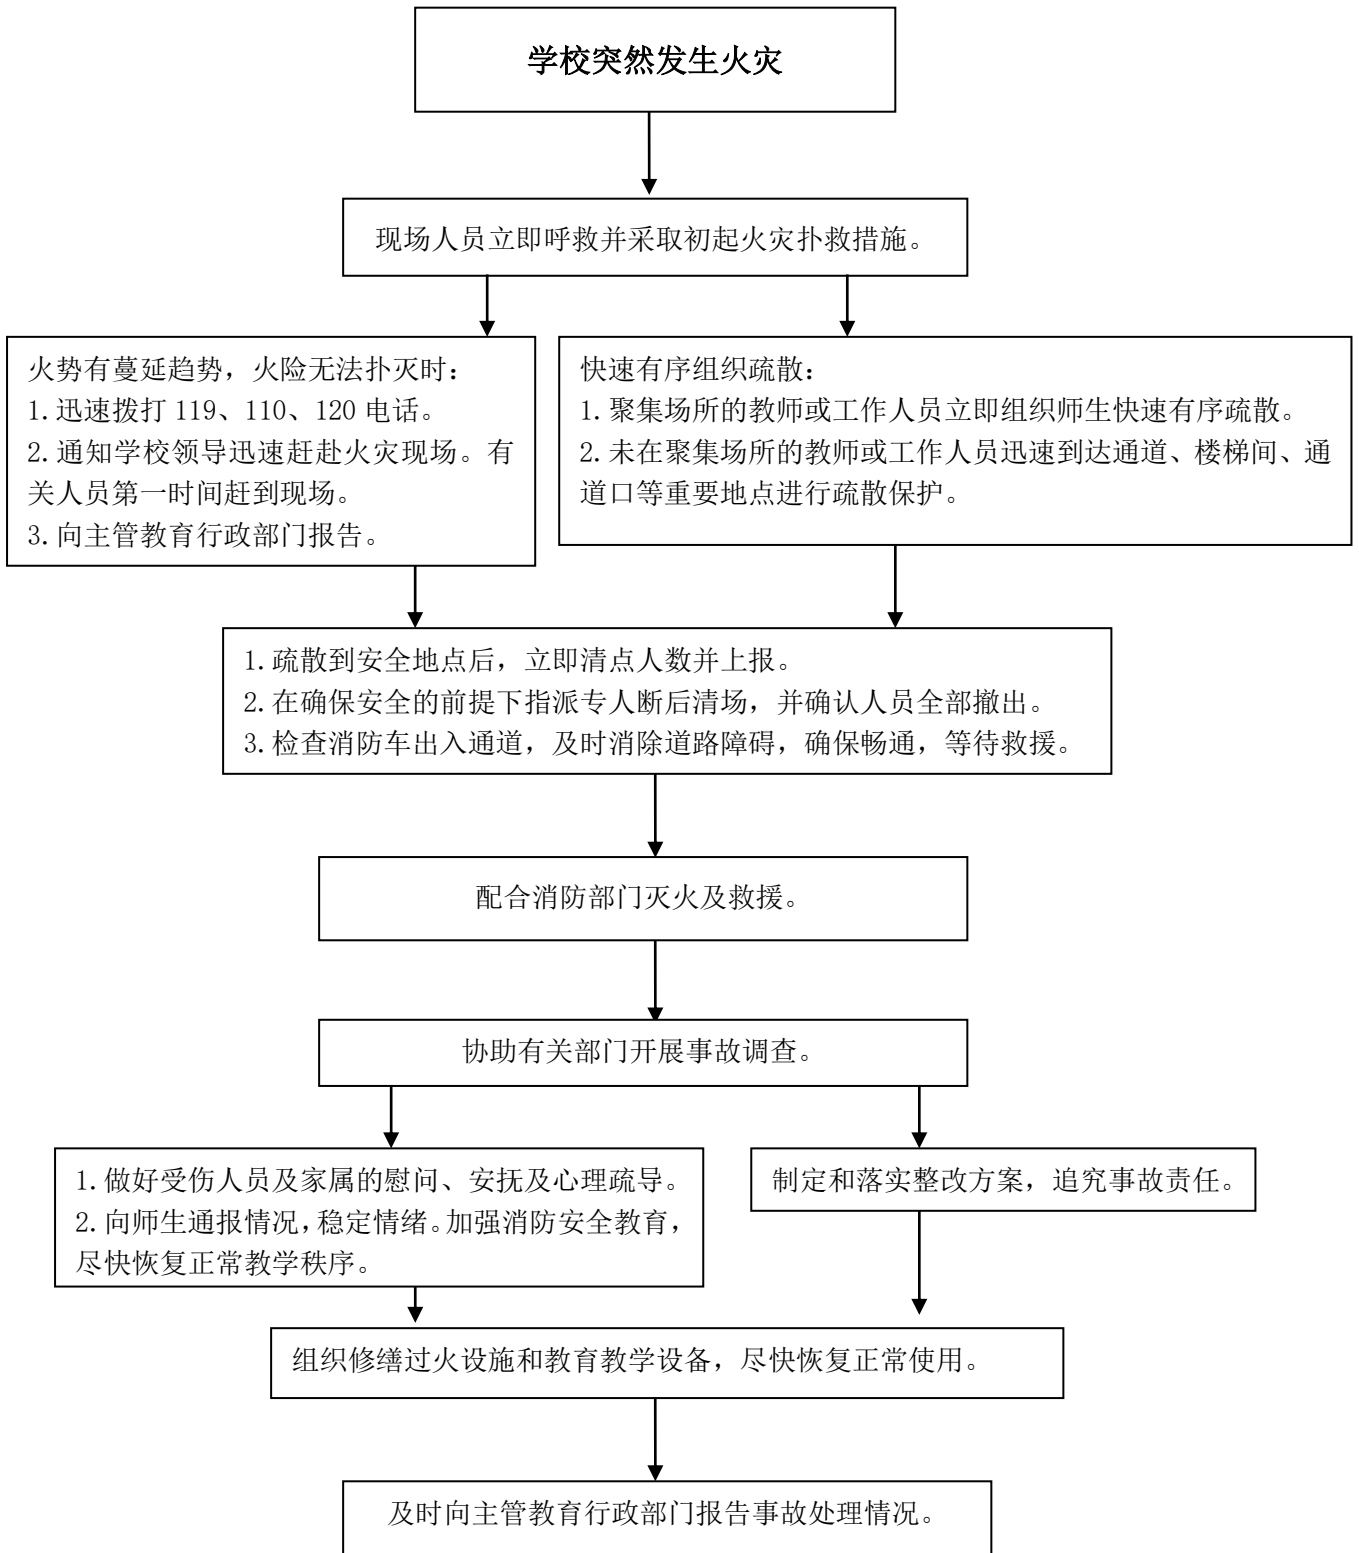 学校突然发生火灾
现场人员立即呼救并采取初起火灾扑救措施。
火势有蔓延趋势，火险无法扑灭时：
1.迅速拨打 119、110、120 电话。
2.通知学校领导迅速赶赴火灾现场。有
关人员第一时间赶到现场。
3.向主管教育行政部门报告。
快速有序组织疏散：
1.聚集场所的教师或工作人员立即组织师生快速有序疏散。
2.未在聚集场所的教师或工作人员迅速到达通道、楼梯间、通
道口等重要地点进行疏散保护。
1.疏散到安全地点后，立即清点人数并上报。
2.在确保安全的前提下指派专人断后清场，并确认人员全部撤出。
3.检查消防车出入通道，及时消除道路障碍，确保畅通，等待救援。
配合消防部门灭火及救援。
协助有关部门开展事故调查。
1.做好受伤人员及家属的慰问、安抚及心理疏导。
2.向师生通报情况，稳定情绪。加强消防安全教育，
尽快恢复正常教学秩序。
制定和落实整改方案，追究事故责任。
组织修缮过火设施和教育教学设备，尽快恢复正常使用。
及时向主管教育行政部门报告事故处理情况。